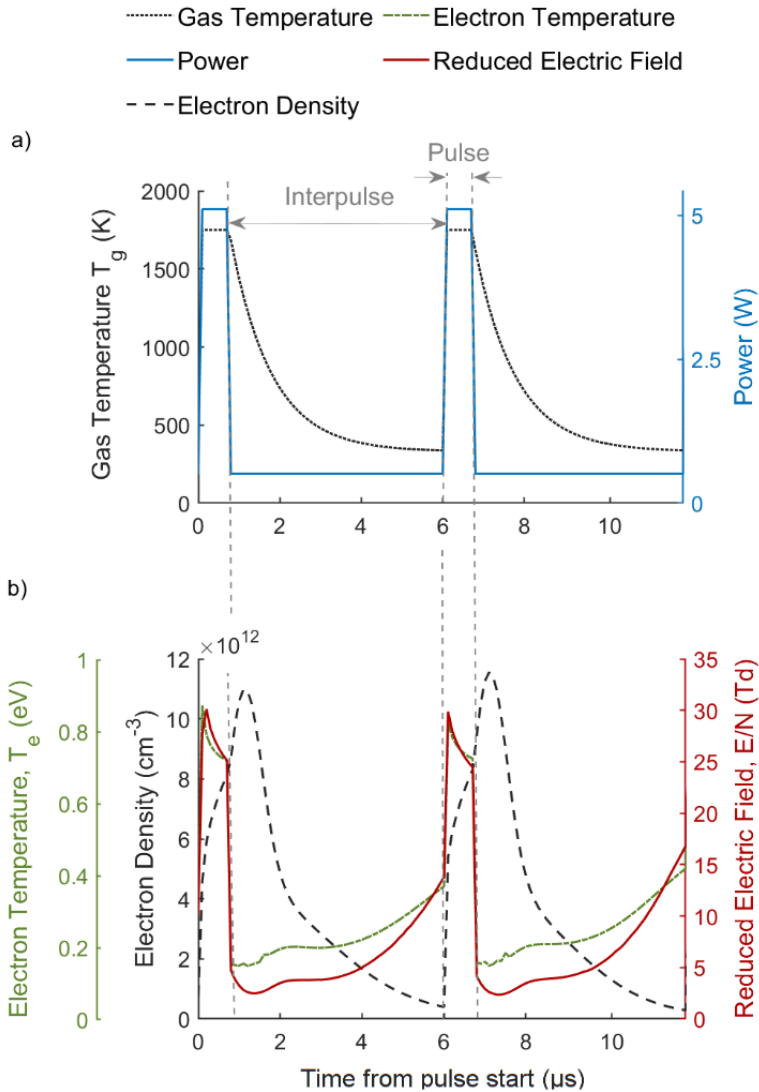 Gas Temperature
Electron Temperature
Power
Reduced Electric Field
Electron Density
a)
Pulse
Interpulse
2000
1500
1000
500
0
Gas Temperature T_g (K)
5
2.5
0
Power (W)
0 2 4 6 8 10
b)
×10^12
1
0.8
0.6
0.4
0.2
0
Electron Temperature, T_e (eV)
12
10
8
6
4
2
0
Electron Density (cm^-3)
35
30
25
20
15
10
5
0
Reduced Electric Field, E/N (Td)
0 2 4 6 8 10
Time from pulse start (μs)